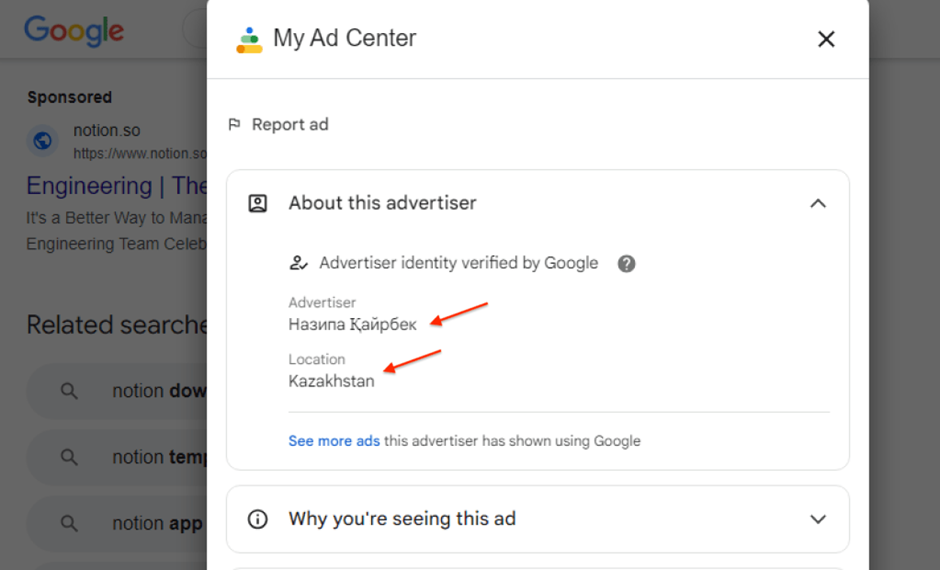 Google
My Ad Center
Sponsored
notion.so
https://www.notion.so
Engineering | The
It's a Better Way to Mana
Engineering Team Celeb
Related searche
notion dow
notion temp
notion app
Report ad
About this advertiser
Advertiser identity verified by Google
Advertiser
Назипа Қайрбек
Location
Kazakhstan
See more ads this advertiser has shown using Google
Why you're seeing this ad